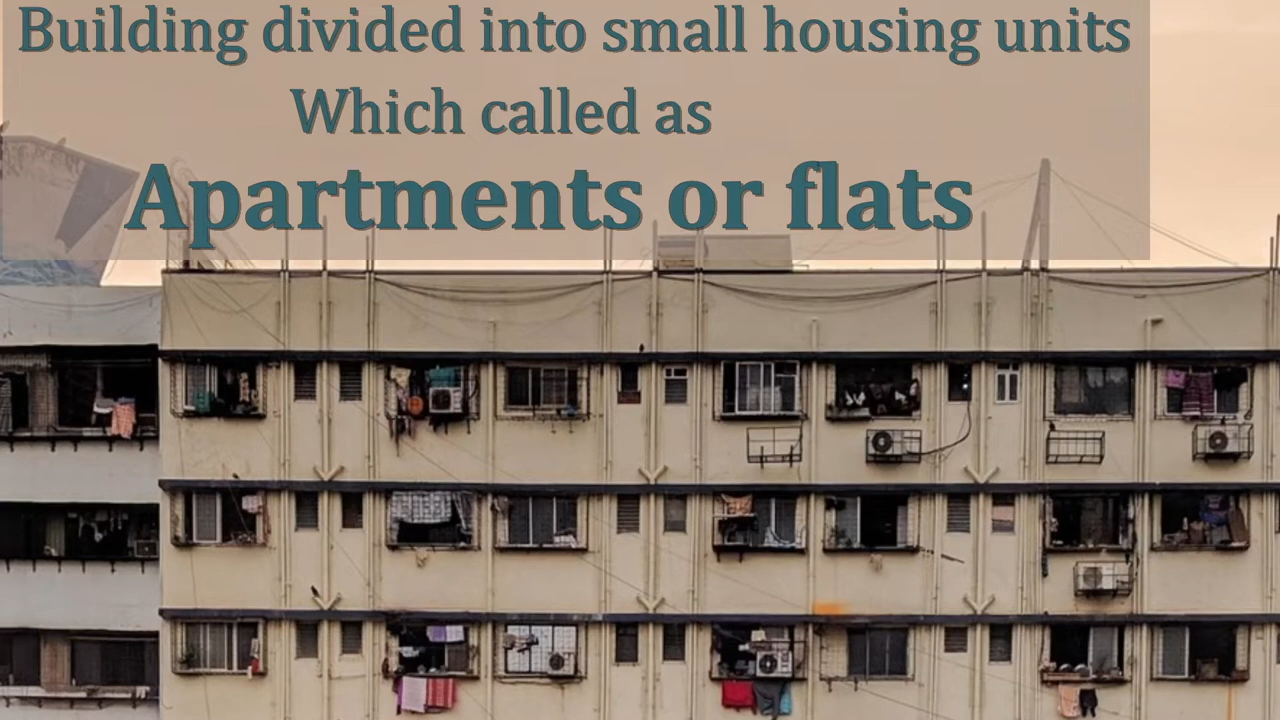 Building divided into small housing units
Which called as
Apartments or flats